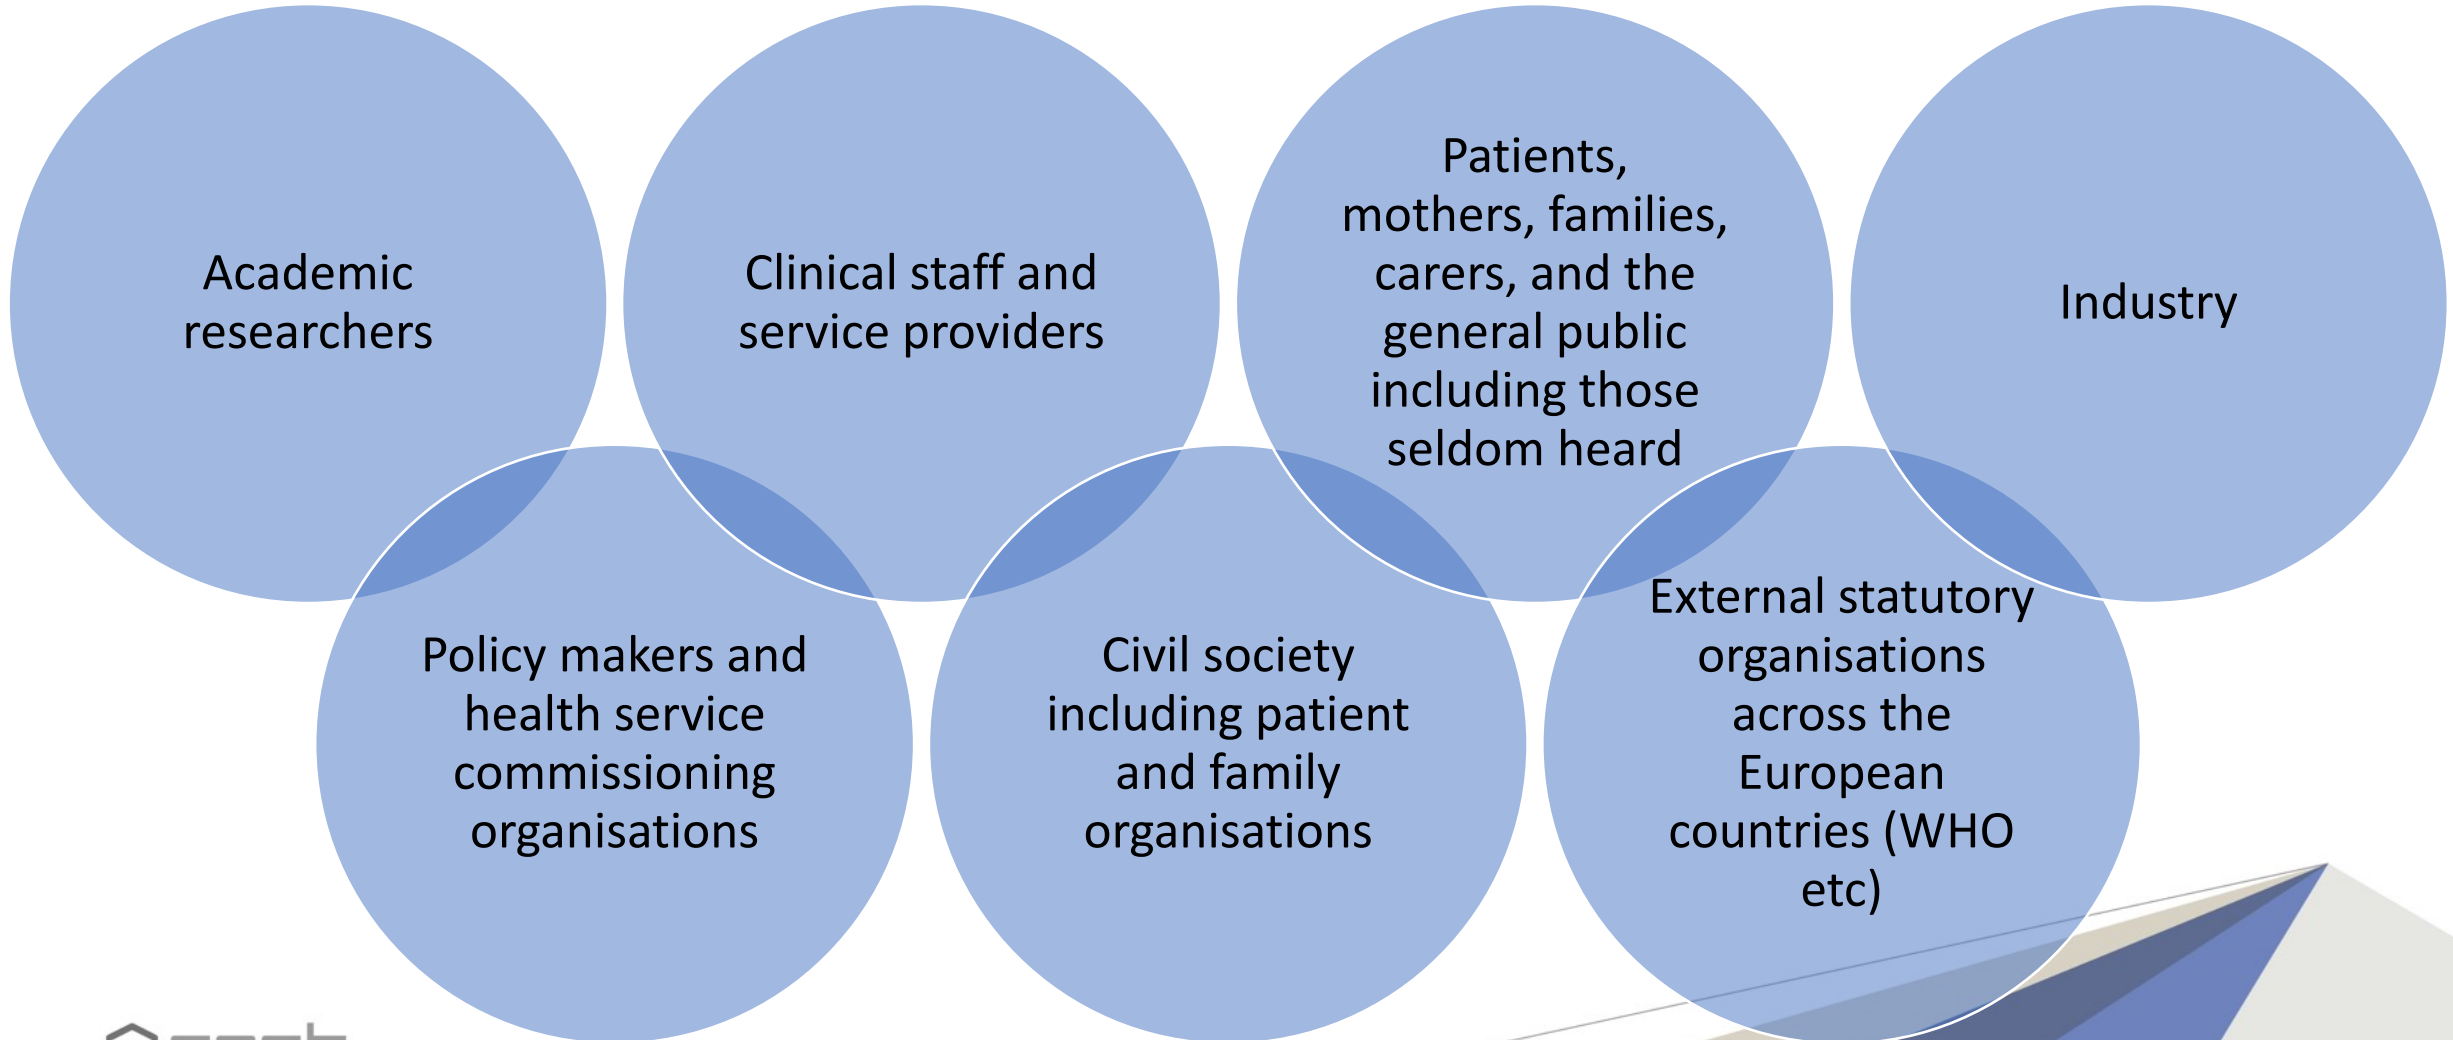 Academic
researchers
Clinical staff and
service providers
Patients,
mothers, families,
carers, and the
general public
including those
seldom heard
Industry
Policy makers and
health service
commissioning
organisations
Civil society
including patient
and family
organisations
External statutory
organisations
across the
European
countries (WHO
etc)